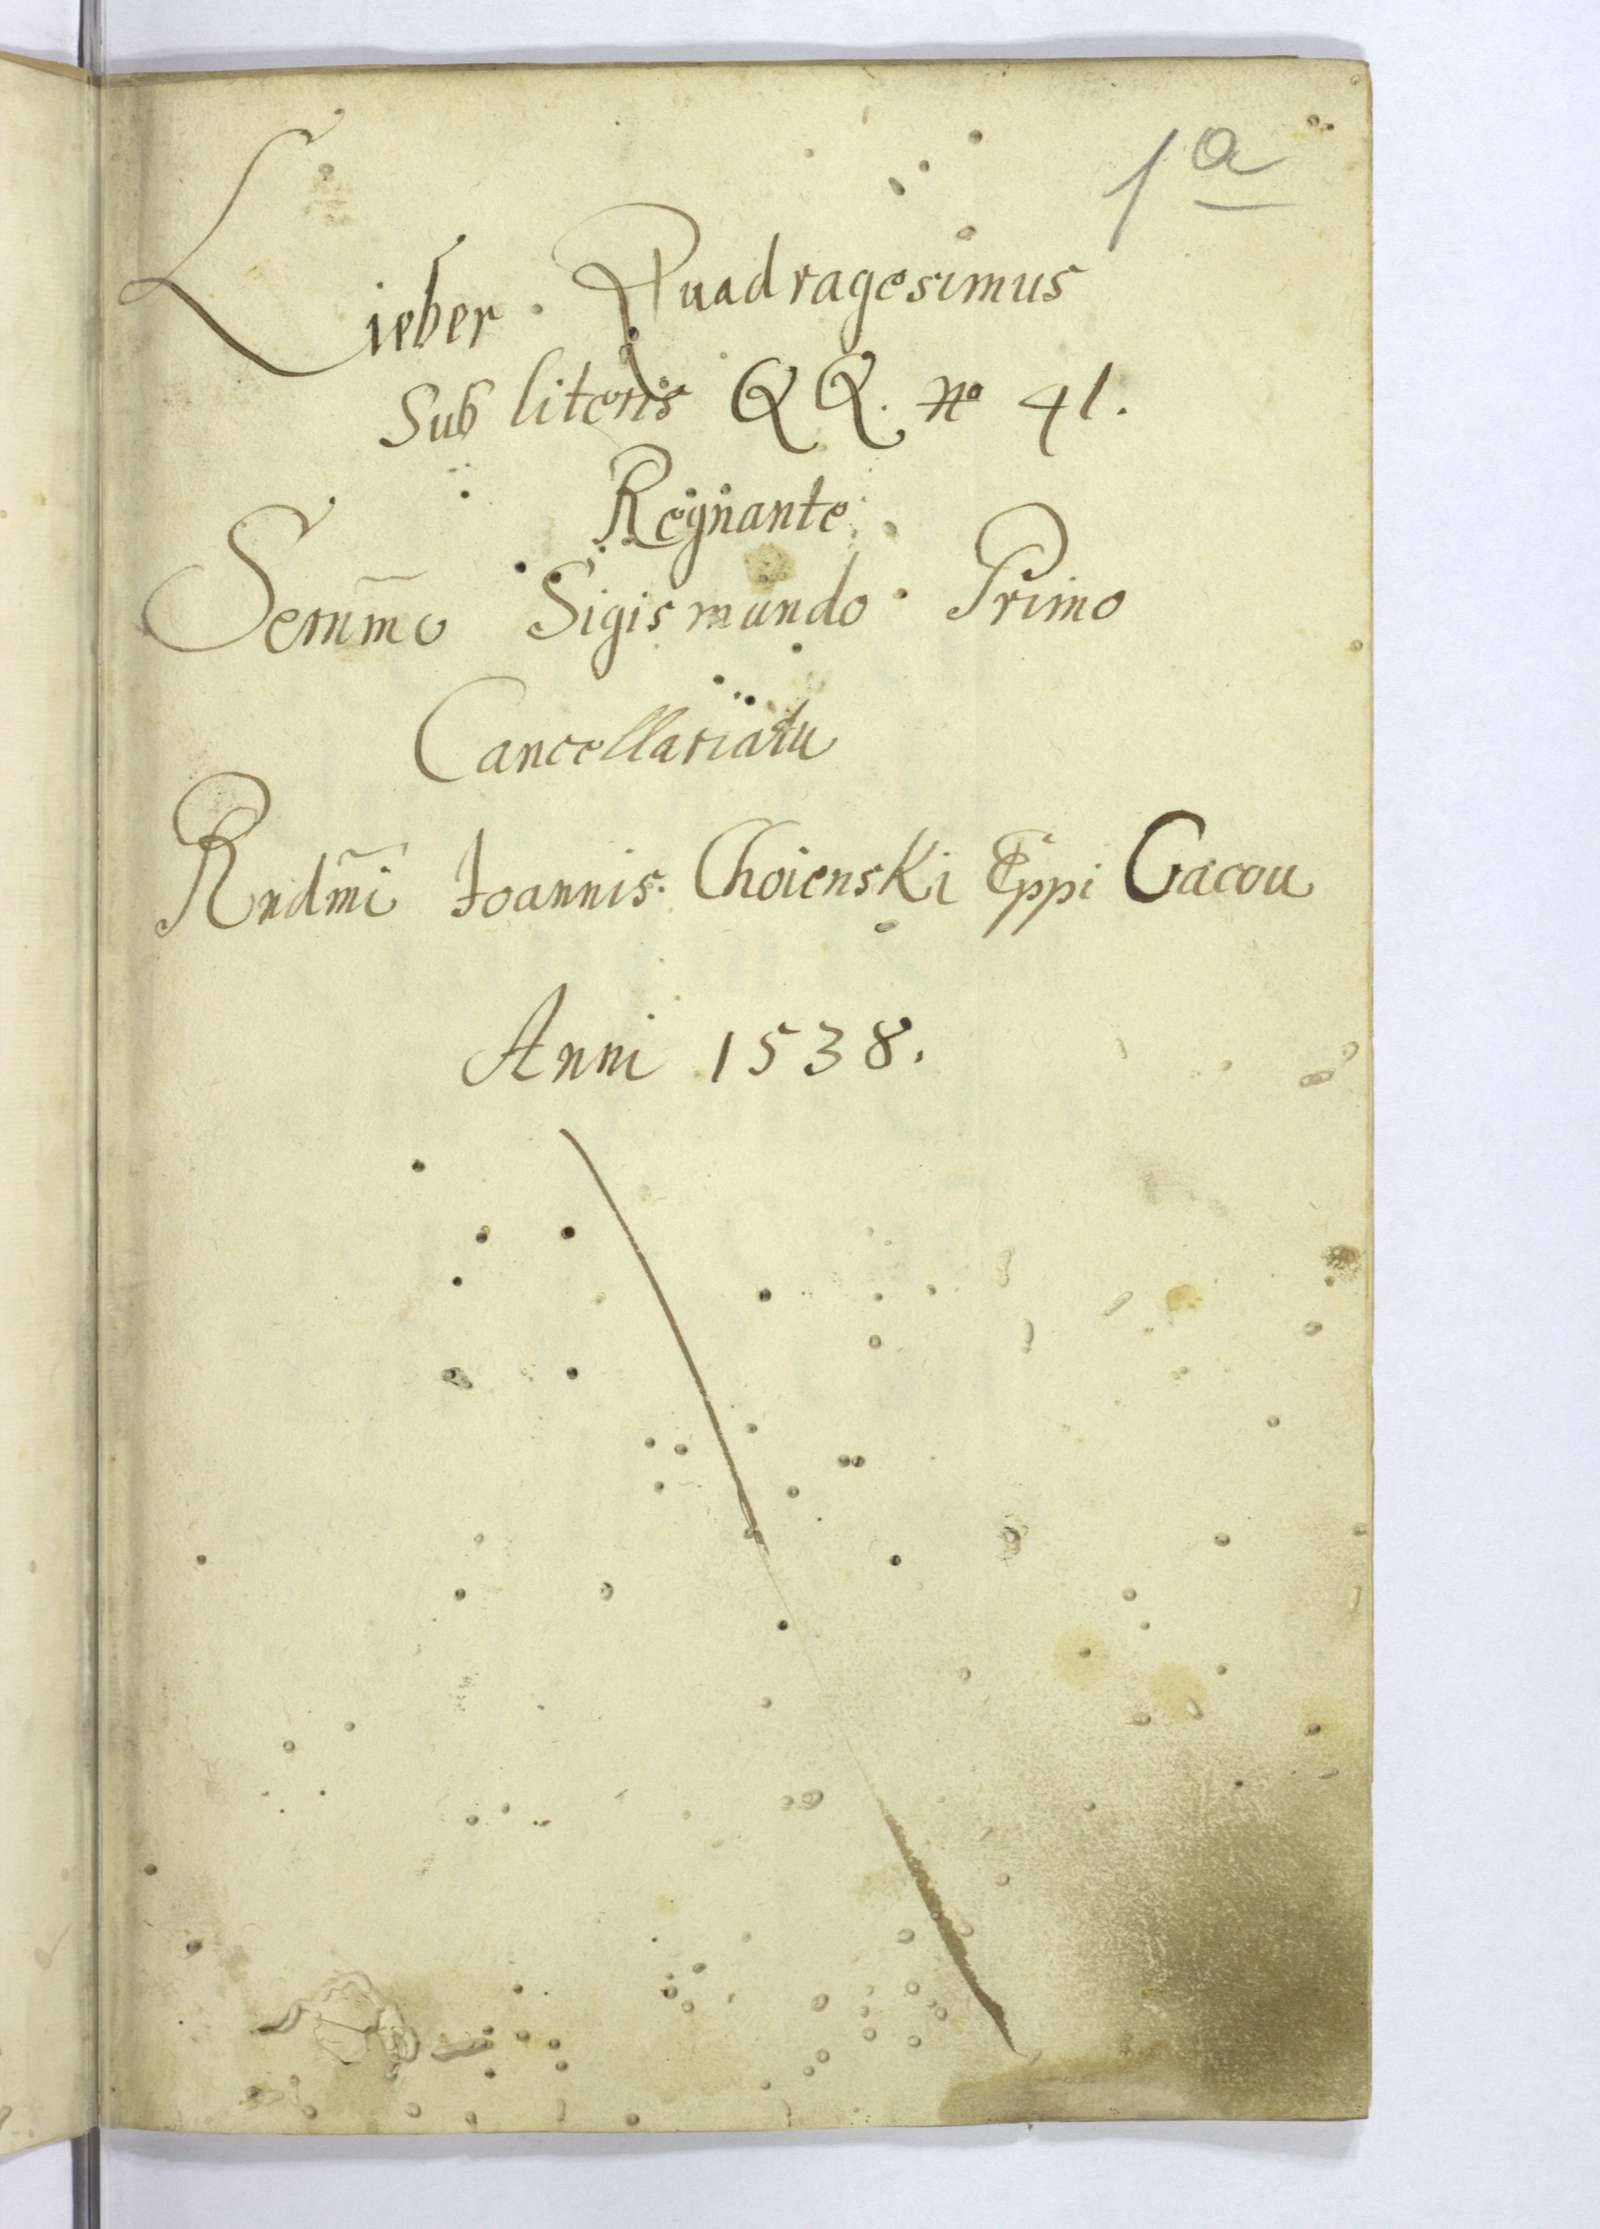 1a
Lieber Quadragesimus
Sub literis QQ. No 41.
Regnante
Sernmo Sigismundo Primo
Cancellariatu
Rndmi Joannis Choienski Eppi Cracou
Anni 1538.